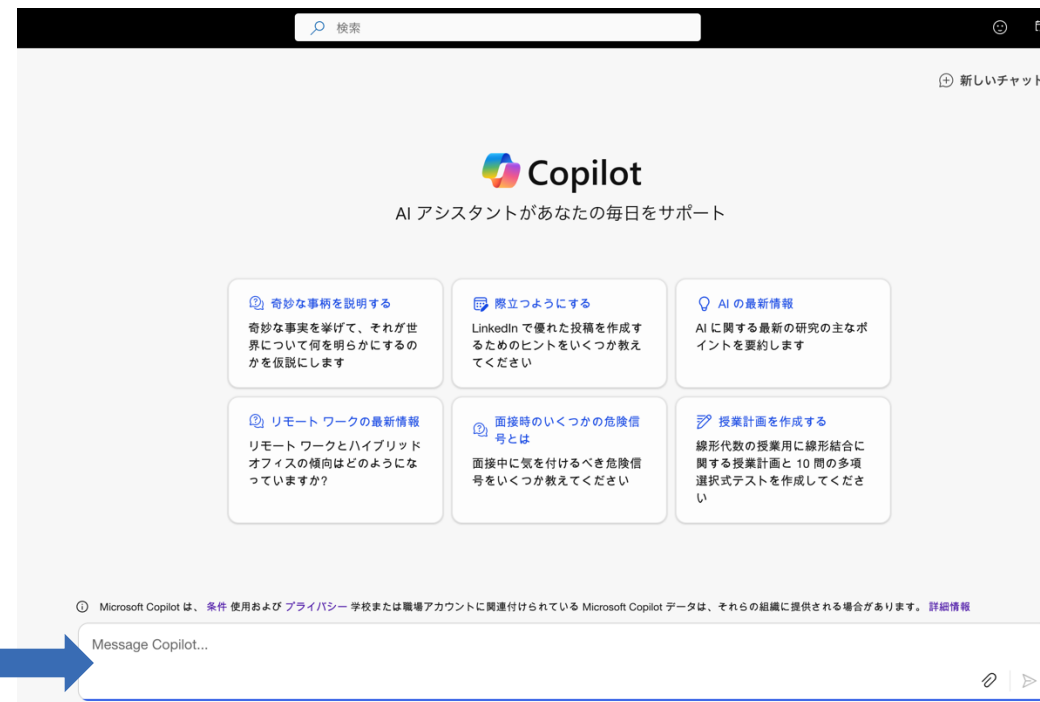 検索
新しいチャット
Copilot
AI アシスタントがあなたの毎日をサポート
奇妙な事柄を説明する
奇妙な事実を挙げて、それが世
界について何を明らかにするの
かを仮説にします
際立つようにする
LinkedIn で優れた投稿を作成す
るためのヒントをいくつか教え
てください
AI の最新情報
AI に関する最新の研究の主なポ
イントを要約します
リモート ワークの最新情報
リモート ワークとハイブリッド
オフィスの傾向はどのようにな
っていますか?
面接時のいくつかの危険信
号とは
面接中に気を付けるべき危険信
号をいくつか教えてください
授業計画を作成する
線形代数の授業用に線形結合に
関する授業計画と 10 問の多項
選択式テストを作成してくださ
い
Microsoft Copilot は、 条件 使用および プライバシー 学校または職場アカウントに関連付けられている Microsoft Copilot データは、それらの組織に提供される場合があります。 詳細情報
Message Copilot...